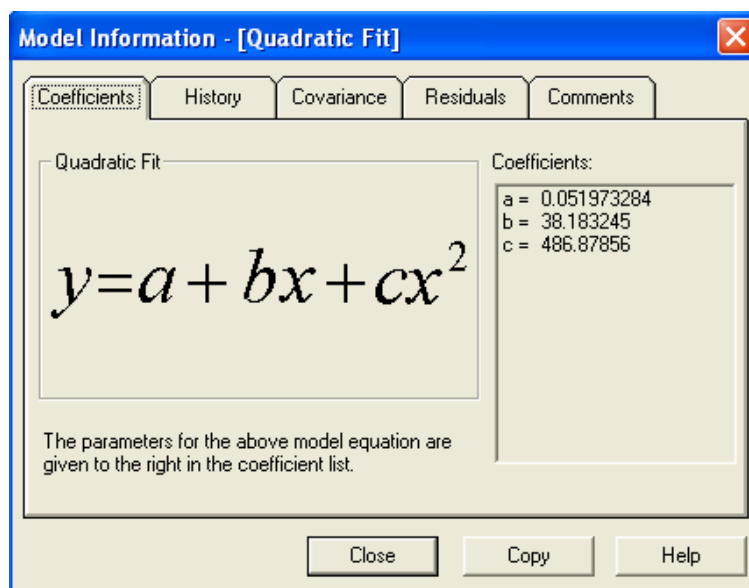 Model Information - [Quadratic Fit]
Coefficients History Covariance Residuals Comments
Quadratic Fit
y=a+bx+cx²
The parameters for the above model equation are
given to the right in the coefficient list.
Coefficients:
a = 0.051973284
b = 38.183245
c = 486.87856
Close Copy Help